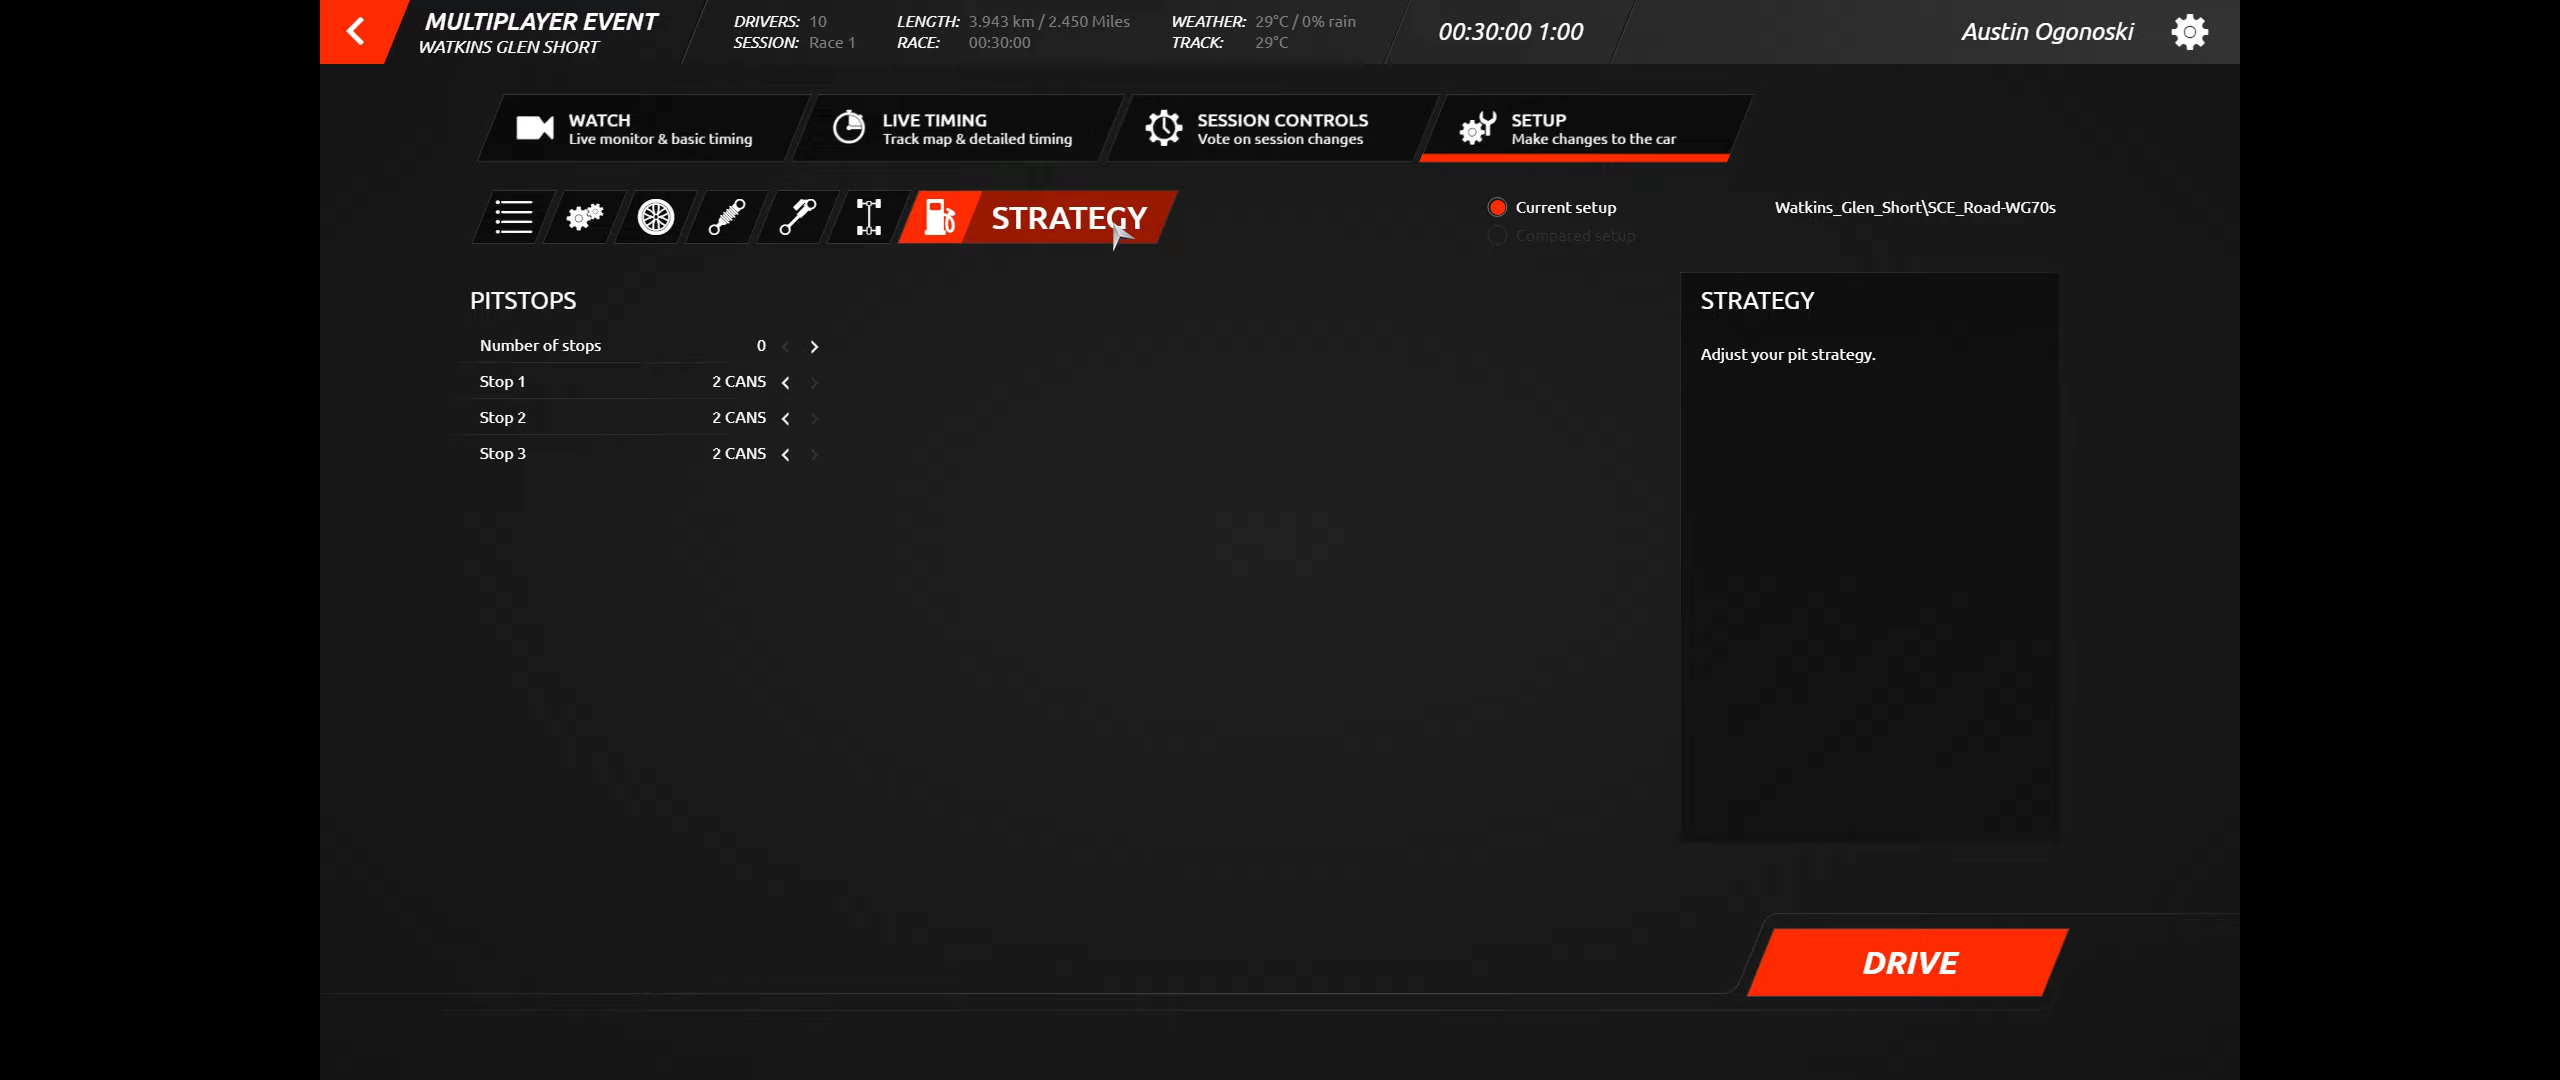 MULTIPLAYER EVENT
WATKINS GLEN SHORT
DRIVERS: 10
SESSION: Race 1
LENGTH: 3.943 km / 2.450 Miles
RACE: 00:30:00
WEATHER: 29°C / 0% rain
TRACK: 29°C
00:30:00 1:00
Austin Ogonoski
WATCH
Live monitor & basic timing
LIVE TIMING
Track map & detailed timing
SESSION CONTROLS
Vote on session changes
SETUP
Make changes to the car
STRATEGY
Current setup
Watkins_Glen_Short\SCE_Road-WG70s
Compared setup
PITSTOPS
Number of stops 0
Stop 1 2 CANS
Stop 2 2 CANS
Stop 3 2 CANS
STRATEGY
Adjust your pit strategy.
DRIVE